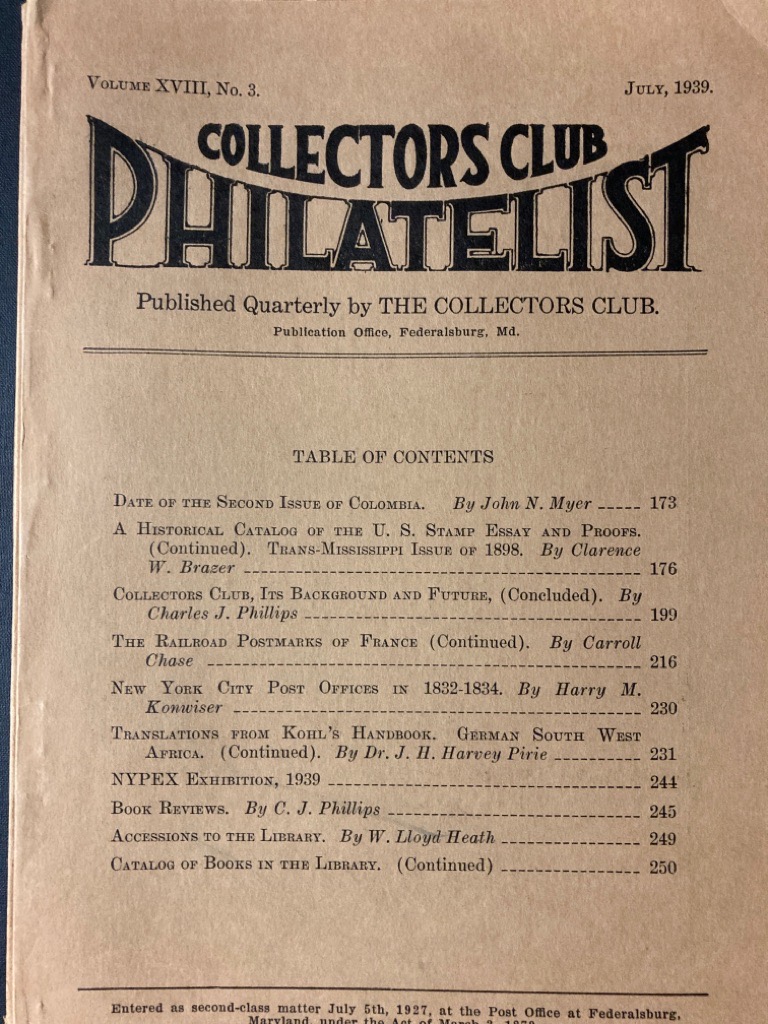 Volume XVIII, No. 3. July, 1939.
COLLECTORS CLUB
PHILATELIST
Published Quarterly by THE COLLECTORS CLUB.
Publication Office, Federalsburg, Md.
TABLE OF CONTENTS
Date of the Second Issue of Colombia. By John N. Myer ----- 173
A Historical Catalog of the U. S. Stamp Essay and Proofs.
(Continued). Trans-Mississippi Issue of 1898. By Clarence
W. Brazer ----- 176
Collectors Club, Its Background and Future, (Concluded). By
Charles J. Phillips ----- 199
The Railroad Postmarks of France (Continued). By Carroll
Chase ----- 216
New York City Post Offices in 1832-1834. By Harry M.
Konwiser ----- 230
Translations from Kohl's Handbook. German South West
Africa. (Continued). By Dr. J. H. Harvey Pirie ----- 231
NYPEX Exhibition, 1939 ----- 244
Book Reviews. By C. J. Phillips ----- 245
Accessions to the Library. By W. Lloyd Heath ----- 249
Catalog of Books in the Library. (Continued) ----- 250
Entered as second-class matter July 5th, 1927, at the Post Office at Federalsburg,
Maryland, under the Act of March 3,